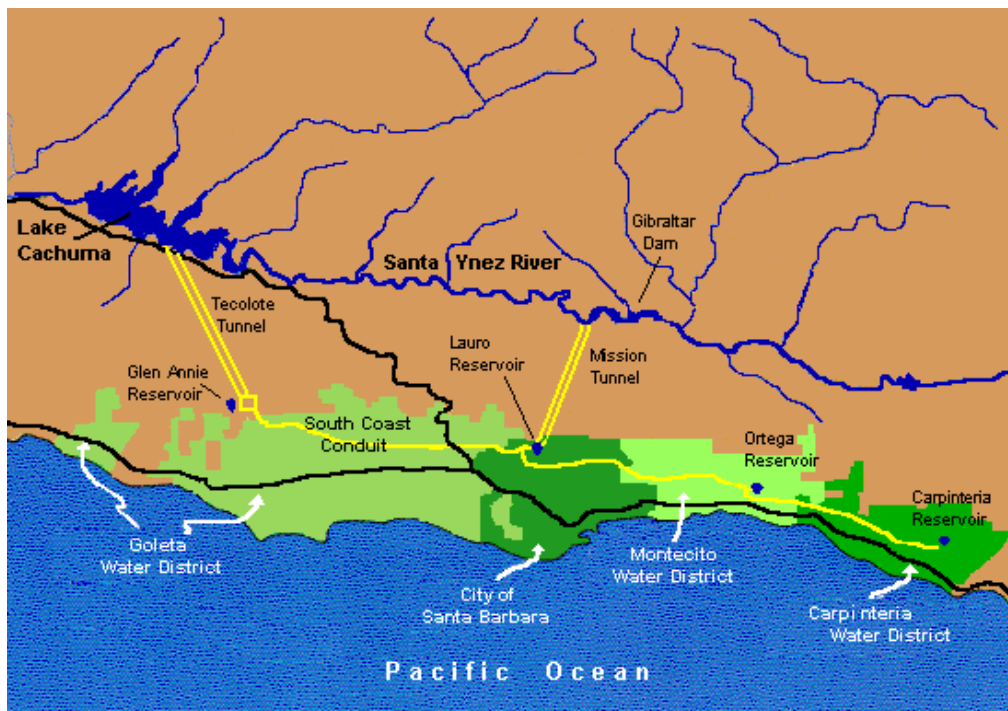 Lake
Cachuma
Tecolote
Tunnel
Glen Annie
Reservoir
Santa Ynez River
Gibraltar
Dam
Lauro
Reservoir
Mission
Tunnel
South Coast
Conduit
Ortega
Reservoir
Carpinteria
Reservoir
Goleta
Water District
City of
Santa Barbara
Montecito
Water District
Carpinteria
Water District
Pacific Ocean